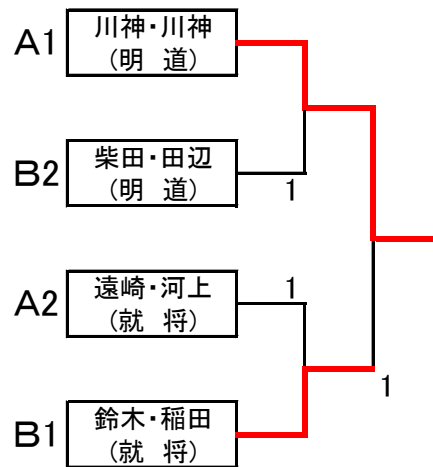 A1
川神・川神
(明 道)
B2
柴田・田辺
(明 道)
1
A2
遠崎・河上
(就 将)
1
B1
鈴木・稲田
(就 将)
1